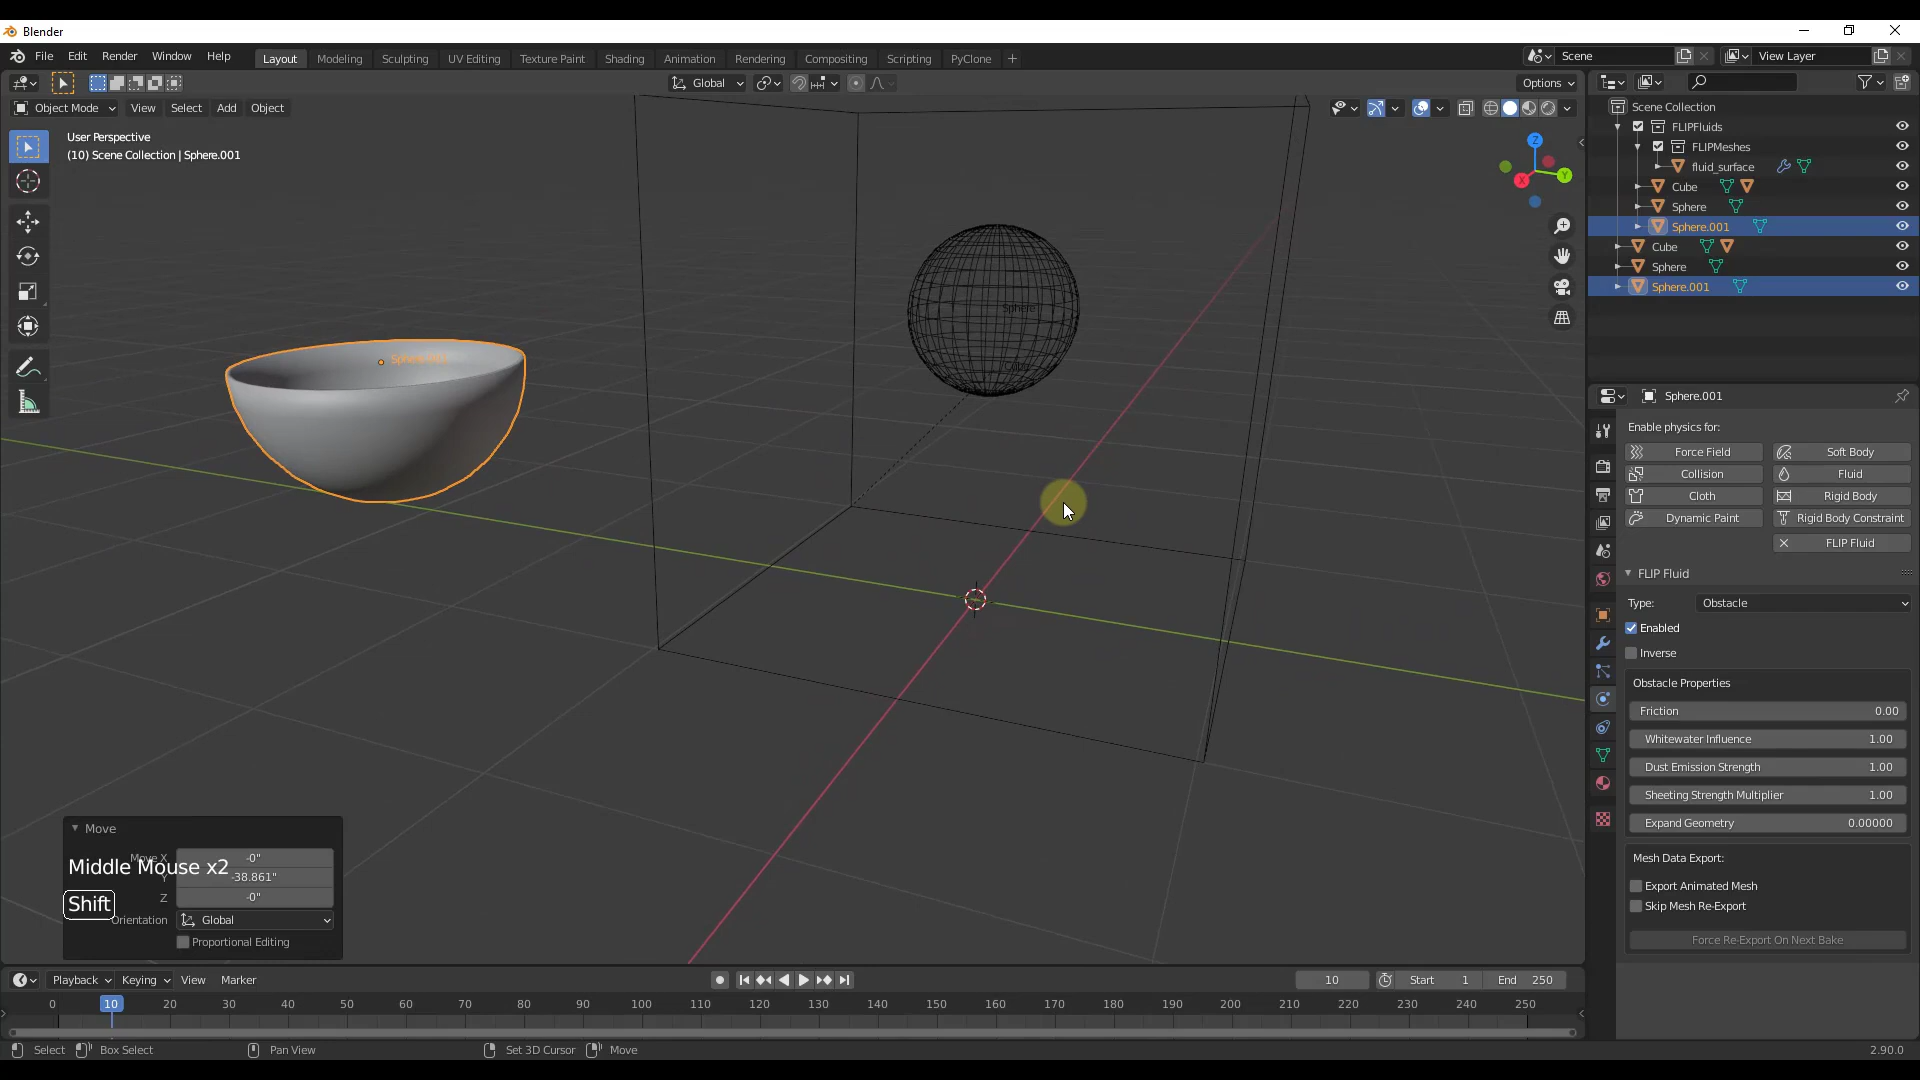 Blender
File Edit Render Window Help
Layout Modeling Sculpting UV Editing Texture Paint Shading Animation Rendering Compositing Scripting PyClone +
Scene
View Layer
Global
Options
Object Mode View Select Add Object
User Perspective
(10) Scene Collection | Sphere.001
Z
Y
X
Sphere
Sphere.001
Cube
Scene Collection
FLIPFluids
FLIPMeshes
fluid_surface
Cube
Sphere
Sphere.001
Cube
Sphere
Sphere.001
Sphere.001
Enable physics for:
Force Field Soft Body
Collision Fluid
Cloth Rigid Body
Dynamic Paint Rigid Body Constraint
FLIP Fluid
FLIP Fluid
Type: Obstacle
Enabled
Inverse
Obstacle Properties
Friction 0.00
Whitewater Influence 1.00
Dust Emission Strength 1.00
Sheeting Strength Multiplier 1.00
Expand Geometry 0.00000
Mesh Data Export:
Export Animated Mesh
Skip Mesh Re-Export
Force Re-Export On Next Bake
Move
Move X -0"
Middle Mouse x2
Y -38.861"
Shift
Z -0"
Orientation Global
Proportional Editing
Playback Keying View Marker
10 Start 1 End 250
0 10 20 30 40 50 60 70 80 90 100 110 120 130 140 150 160 170 180 190 200 210 220 230 240 250
Select Box Select Pan View Set 3D Cursor Move 2.90.0